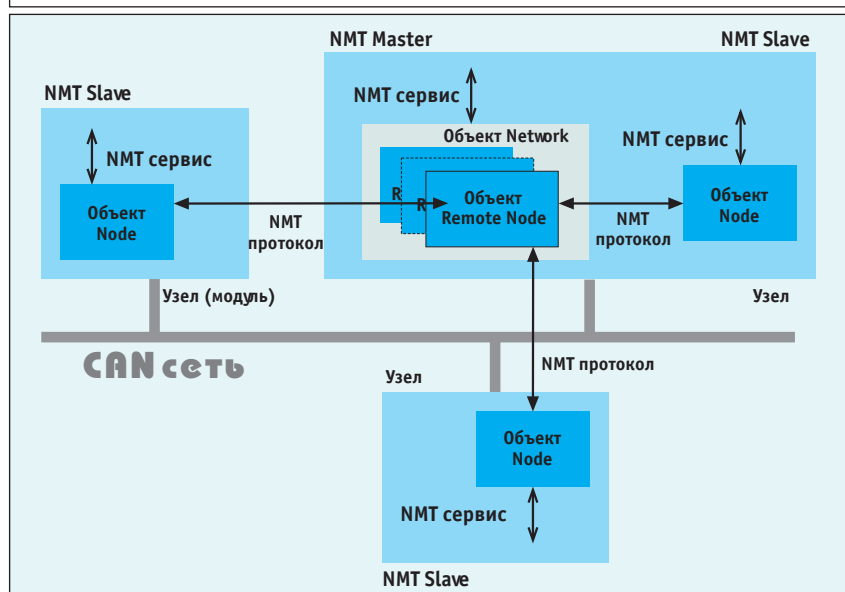 NMT Master
NMT Slave
NMT Slave
NMT сервис
Объект Network
NMT сервис
NMT сервис
R
R
Объект
Remote Node
Объект
Node
Объект
Node
NMT
протокол
NMT
протокол
Узел (модуль)
Узел
CAN сеть
NMT протокол
Узел
Объект
Node
NMT сервис
NMT Slave